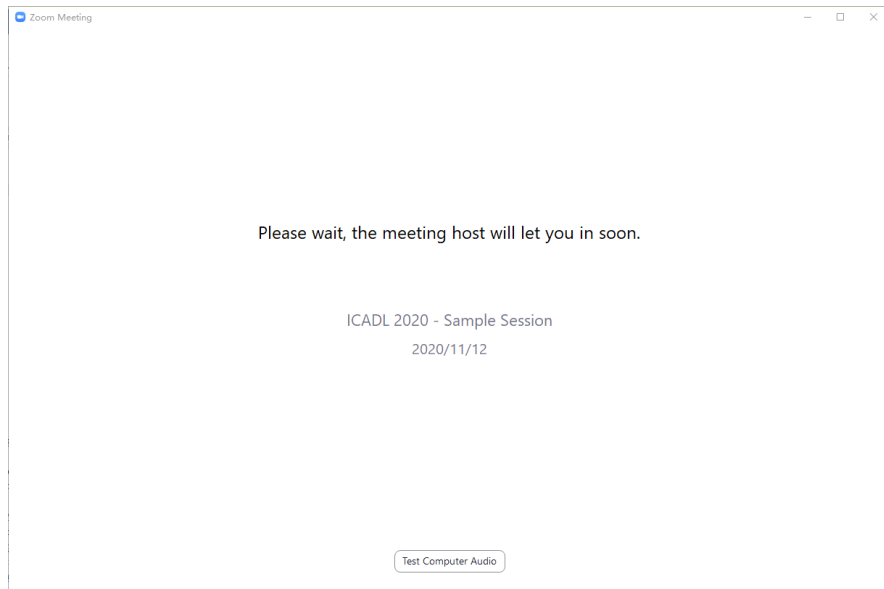 Zoom Meeting
Please wait, the meeting host will let you in soon.
ICADL 2020 - Sample Session
2020/11/12
Test Computer Audio